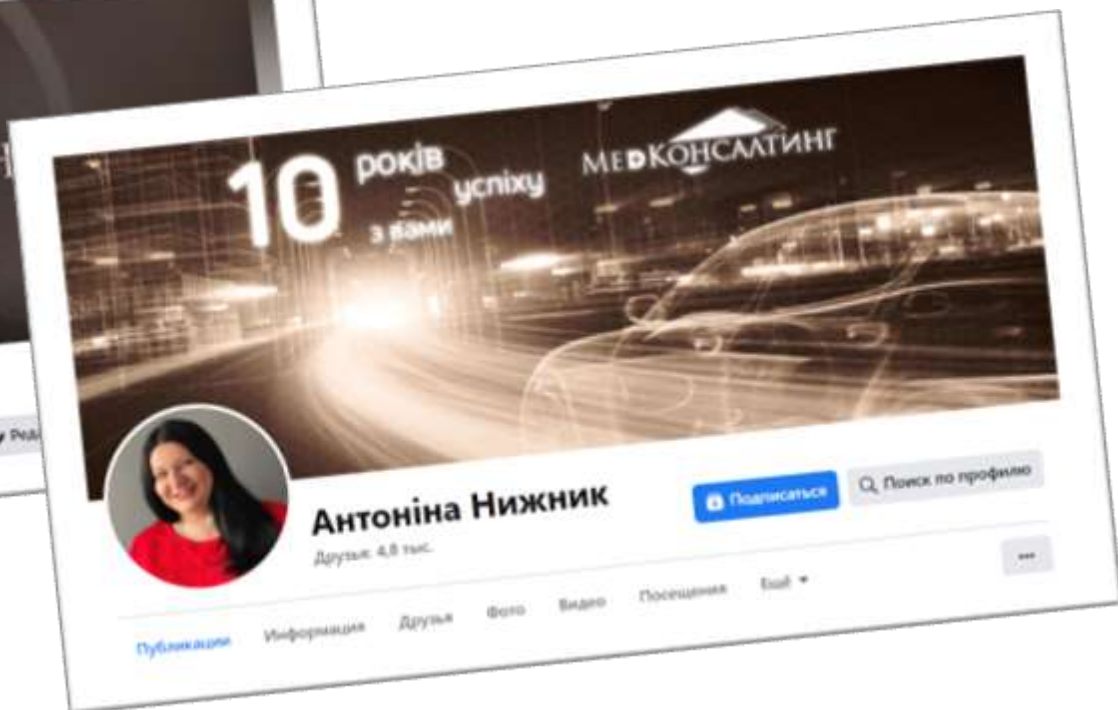 10 років
успіху
з вами
МЕДКОНСАЛТИНГ
Антоніна Нижник
Друзья: 4,8 тыс.
Подписаться
Поиск по профилю
Публикации Информация Друзья Фото Видео Посещения Ещё